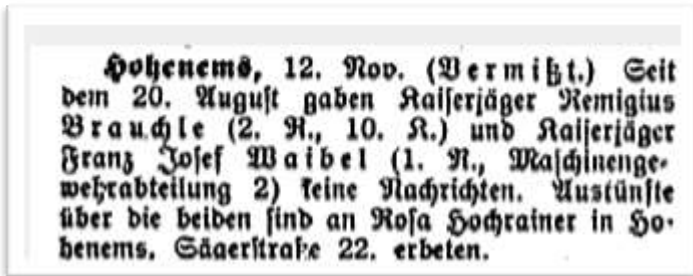 Hohenems, 12. Nov. (Vermißt.) Seit
dem 20. August gaben Kaiserjäger Remigius
Brauchle (2. R., 10. K.) und Kaiserjäger
Franz Josef Waibel (1. R., Maschinenge-
wehrabteilung 2) keine Nachrichten. Auskünfte
über die beiden sind an Rosa Hochrainer in Ho-
henems, Sägerstraße 22, erbeten.